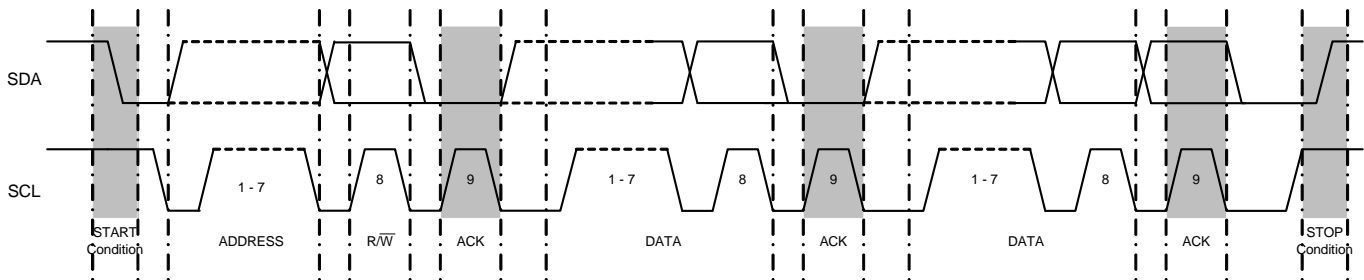 SDA
SCL
1 - 7
8
9
1 - 7
8
9
1 - 7
8
9
START
Condition
ADDRESS
R/W̅
ACK
DATA
ACK
DATA
ACK
STOP
Condition